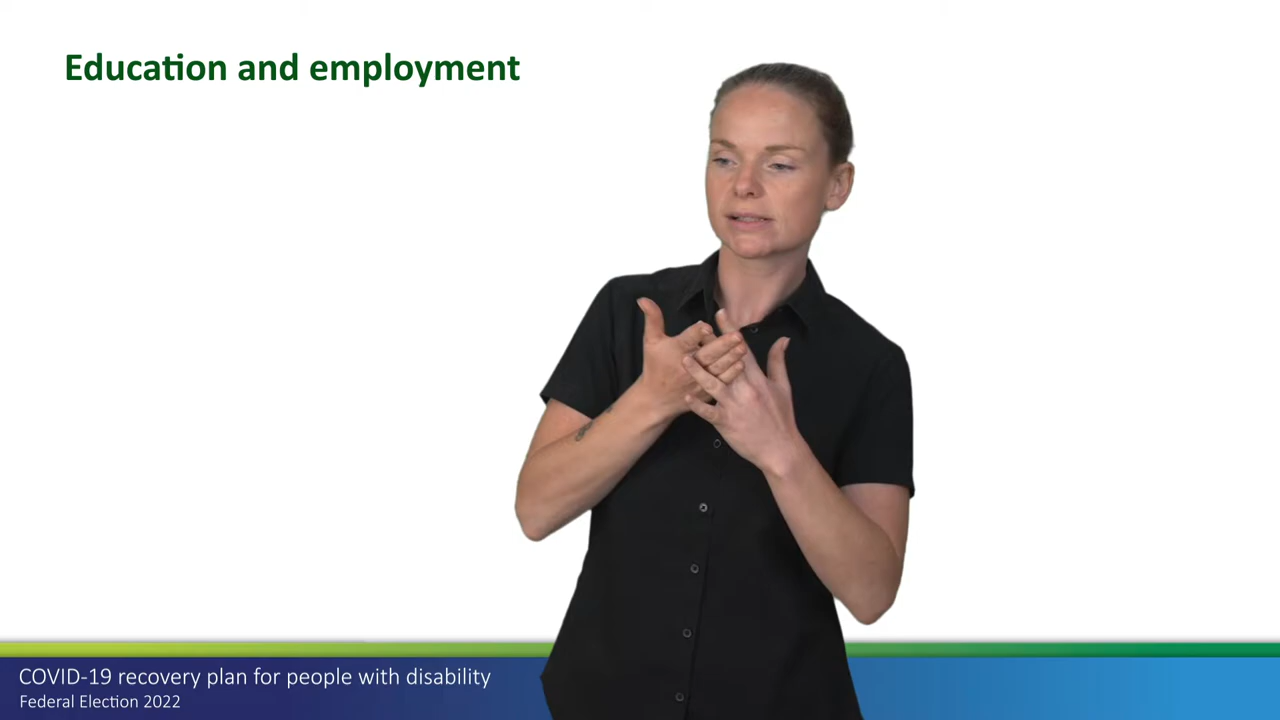 Education and employment
COVID-19 recovery plan for people with disability
Federal Election 2022